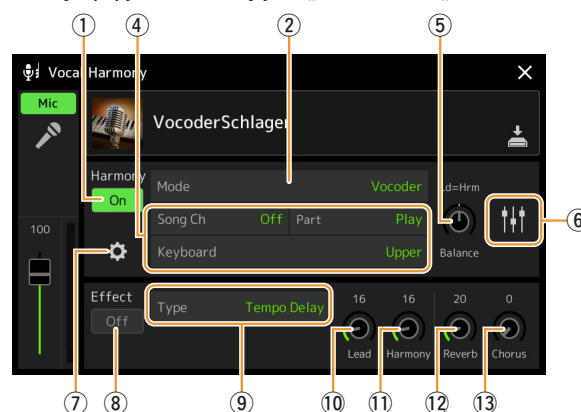 ① ④ ② ⑤
Vocal Harmony
Mic
VocoderSchlager
Harmony
On
Mode Vocoder
Ld=Hrm
Song Ch Off Part Play
⑥
100
Keyboard Upper
Balance
Effect
Off
Type Tempo Delay
16 16 20 0
Lead Harmony Reverb Chorus
⑦ ⑧ ⑨ ⑩ ⑪ ⑫ ⑬